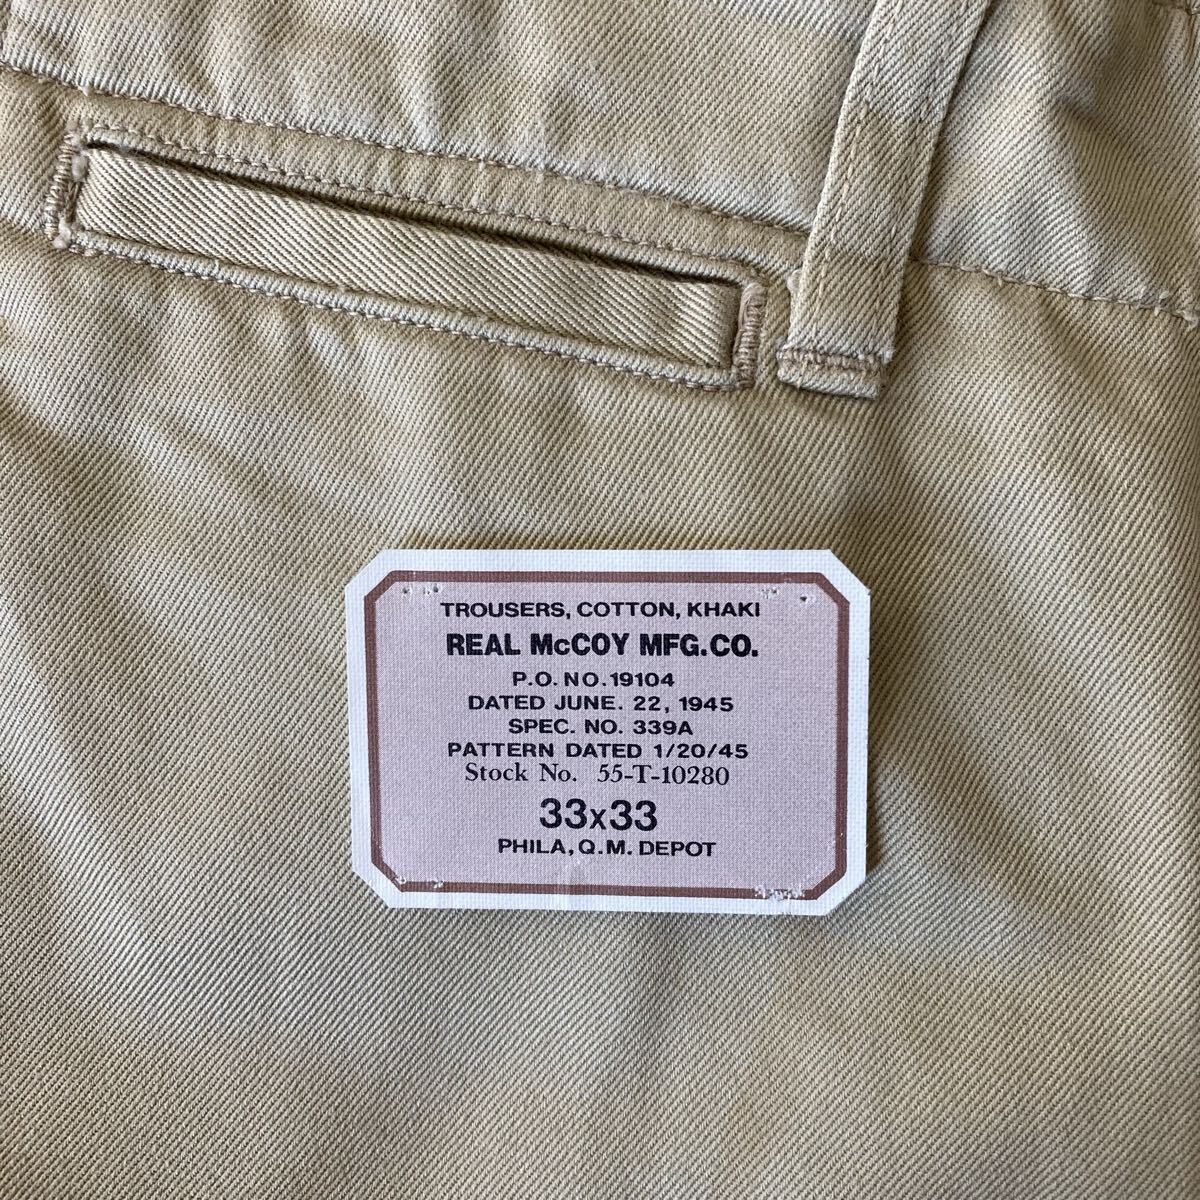 TROUSERS, COTTON, KHAKI
REAL McCOY MFG.CO.
P.O. NO. 19104
DATED JUNE. 22, 1945
SPEC. NO. 339A
PATTERN DATED 1/20/45
Stock No. 55-T-10280
33x33
PHILA, Q.M. DEPOT